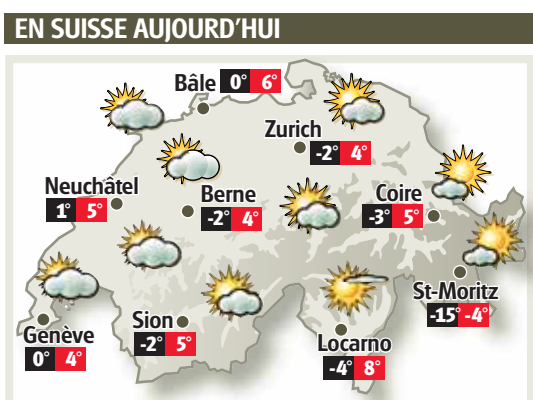 EN SUISSE AUJOURD'HUI
Bâle 0° 6°
Zurich
-2° 4°
Neuchâtel
1° 5°
Berne
-2° 4°
Coire
-3° 5°
St-Moritz
-15° -4°
Genève
0° 4°
Sion
-2° 5°
Locarno
-4° 8°